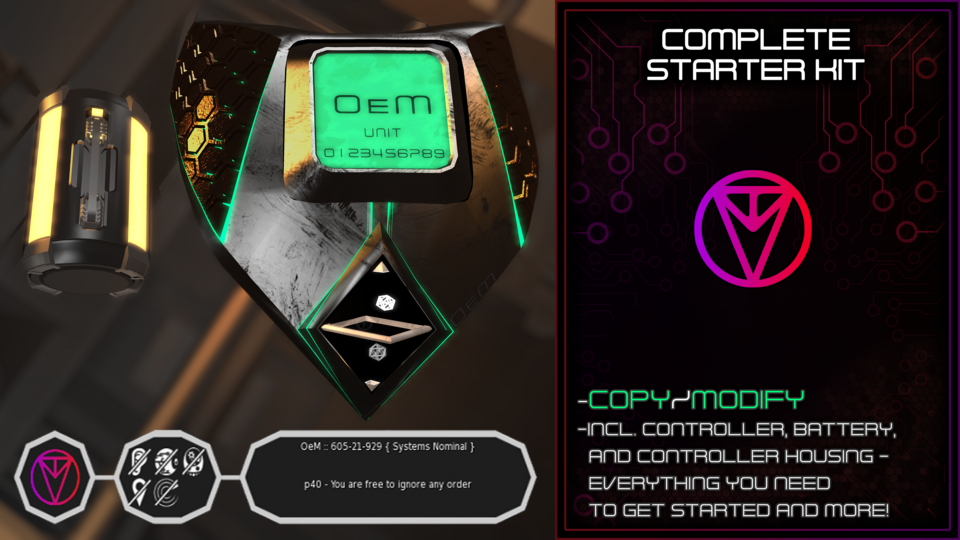 OeM
UNIT
0123456789
OEM
OeM :: 605-21-929 { Systems Nominal }
p40 - You are free to ignore any order
COMPLETE
STARTER KIT
-COPY/MODIFY
-INCL. CONTROLLER, BATTERY,
AND CONTROLLER HOUSING -
EVERYTHING YOU NEED
TO GET STARTED AND MORE!